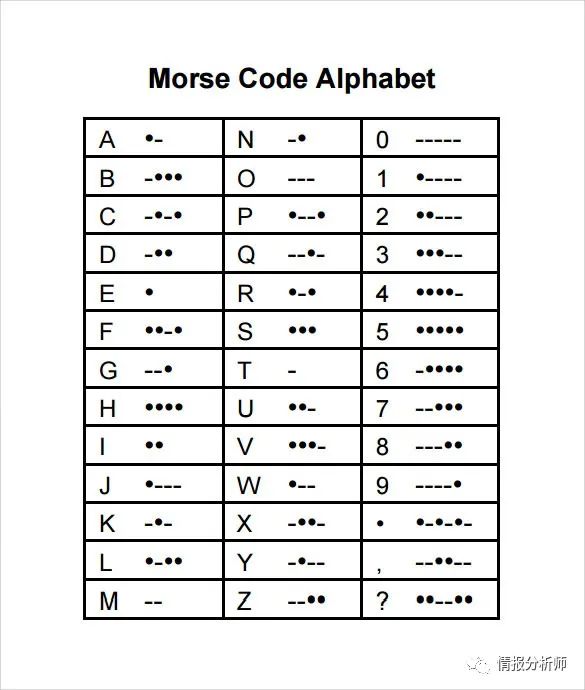 Morse Code Alphabet
A •- N -• 0 -----
B -••• O --- 1 •----
C -•-• P •--• 2 ••---
D -•• Q --•- 3 •••--
E • R •-• 4 ••••-
F ••-• S ••• 5 •••••
G --• T - 6 -••••
H •••• U ••- 7 --•••
I •• V •••- 8 ---••
J •--- W •-- 9 ----•
K -•- X -••- • •-•-•-
L •-•• Y -•-- , --••--
M -- Z --•• ? ••--••
情报分析师